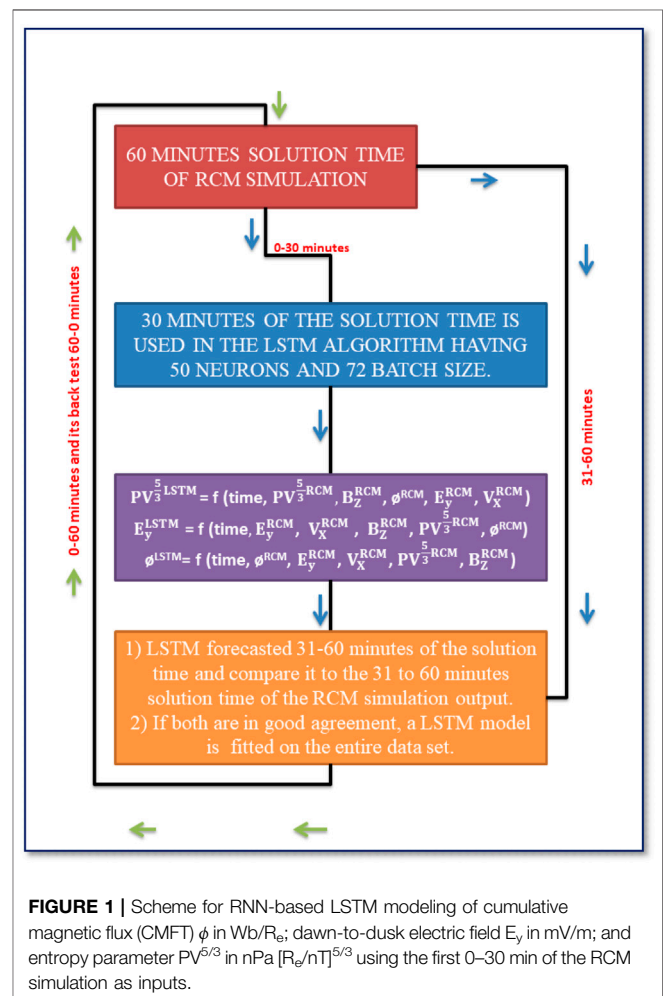 60 MINUTES SOLUTION TIME
OF RCM SIMULATION
0-30 minutes
0-60 minutes and its back test 60-0 minutes
31-60 minutes
30 MINUTES OF THE SOLUTION TIME IS
USED IN THE LSTM ALGORITHM HAVING
50 NEURONS AND 72 BATCH SIZE.
PV^{5/3 LSTM} = f (time, PV^{5/3 RCM}, B_Z^{RCM}, ø^{RCM}, E_y^{RCM}, V_X^{RCM})
E_y^{LSTM} = f (time, E_y^{RCM}, V_X^{RCM} , B_Z^{RCM}, PV^{5/3 RCM}, ø^{RCM})
ø^{LSTM}= f (time, ø^{RCM}, E_y^{RCM}, V_X^{RCM}, PV^{5/3 RCM}, B_Z^{RCM})
1) LSTM forecasted 31-60 minutes of the solution
time and compare it to the 31 to 60 minutes
solution time of the RCM simulation output.
2) If both are in good agreement, a LSTM model
is fitted on the entire data set.
FIGURE 1 | Scheme for RNN-based LSTM modeling of cumulative
magnetic flux (CMFT) ϕ in Wb/R_e; dawn-to-dusk electric field E_y in mV/m; and
entropy parameter PV^{5/3} in nPa [R_e/nT]^{5/3} using the first 0–30 min of the RCM
simulation as inputs.